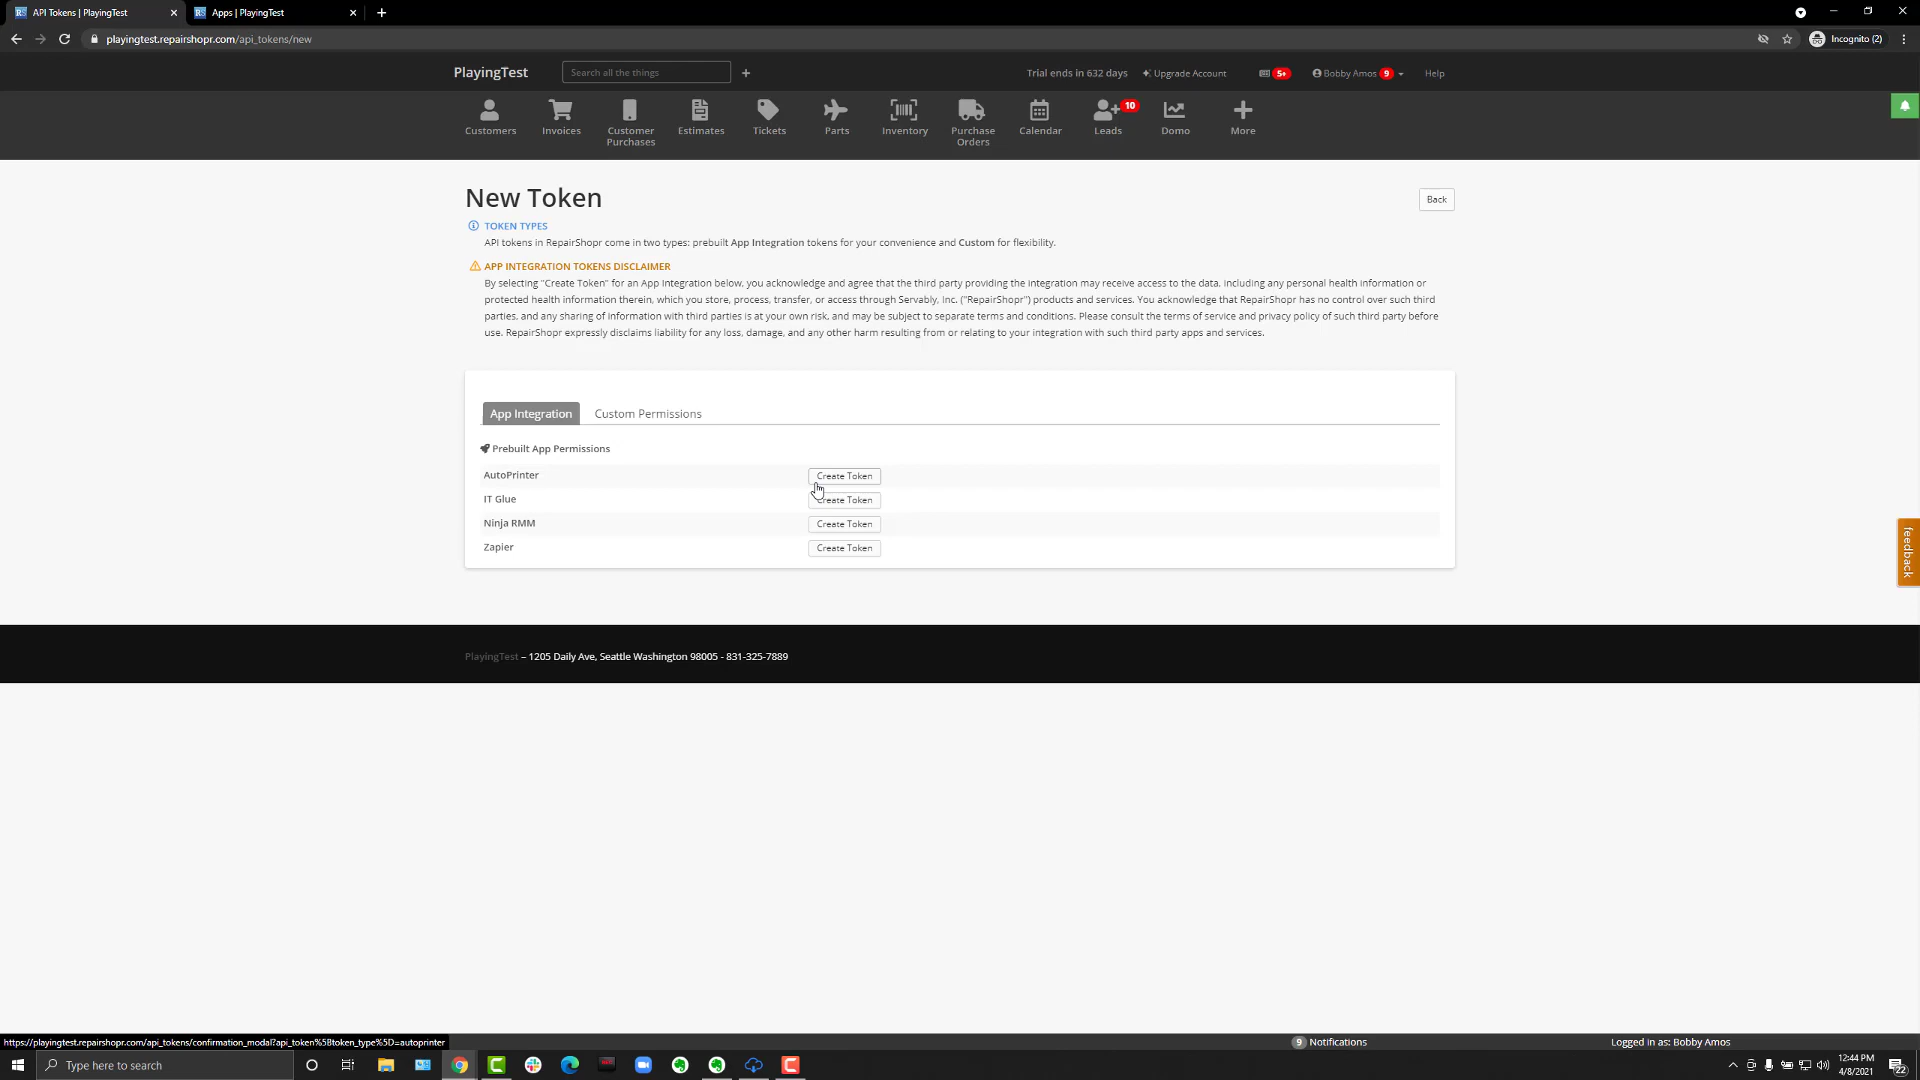 API Tokens | PlayingTest
Apps | PlayingTest
playingtest.repairshopr.com/api_tokens/new
Incognito (2)
PlayingTest
Search all the things
Trial ends in 632 days
Upgrade Account
5+
Bobby Amos 9
Help
Customers
Invoices
Customer
Purchases
Estimates
Tickets
Parts
Inventory
Purchase
Orders
Calendar
Leads
10
Domo
More
New Token
Back
TOKEN TYPES
API tokens in RepairShopr come in two types: prebuilt App Integration tokens for your convenience and Custom for flexibility.
APP INTEGRATION TOKENS DISCLAIMER
By selecting "Create Token" for an App Integration below, you acknowledge and agree that the third party providing the integration may receive access to the data, including any personal health information or
protected health information therein, which you store, process, transfer, or access through Servably, Inc. ("RepairShopr") products and services. You acknowledge that RepairShopr has no control over such third
parties, and any sharing of information with third parties is at your own risk, and may be subject to separate terms and conditions. Please consult the terms of service and privacy policy of such third party before
use. RepairShopr expressly disclaims liability for any loss, damage, and any other harm resulting from or relating to your integration with such third party apps and services.
App Integration
Custom Permissions
Prebuilt App Permissions
AutoPrinter
Create Token
IT Glue
Create Token
Ninja RMM
Create Token
Zapier
Create Token
feedback
PlayingTest – 1205 Daily Ave, Seattle Washington 98005 - 831-325-7889
https://playingtest.repairshopr.com/api_tokens/confirmation_modal?api_token%5Btoken_type%5D=autoprinter
9 Notifications
Logged in as: Bobby Amos
Type here to search
12:44 PM
4/8/2021
22